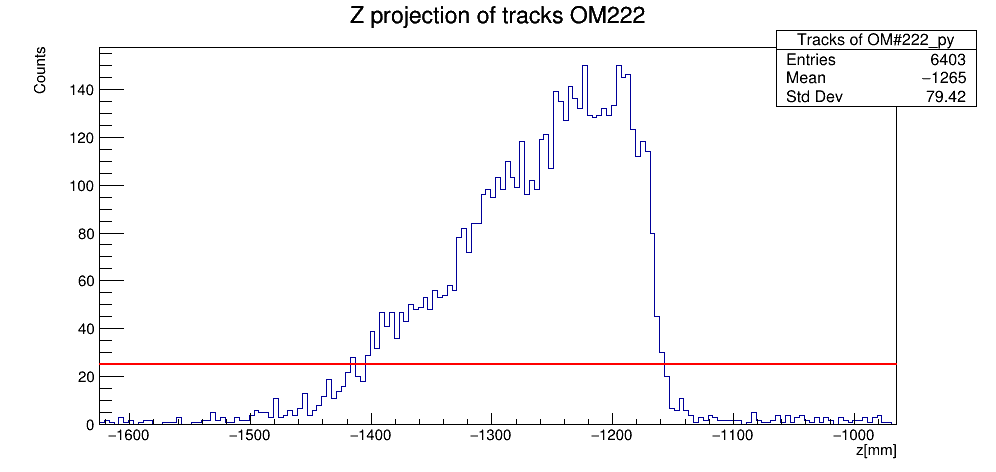 Z projection of tracks OM222
Tracks of OM#222_py
Entries 6403
Mean −1265
Std Dev 79.42
Counts
140
120
100
80
60
40
20
0
−1600 −1500 −1400 −1300 −1200 −1100 −1000
z[mm]